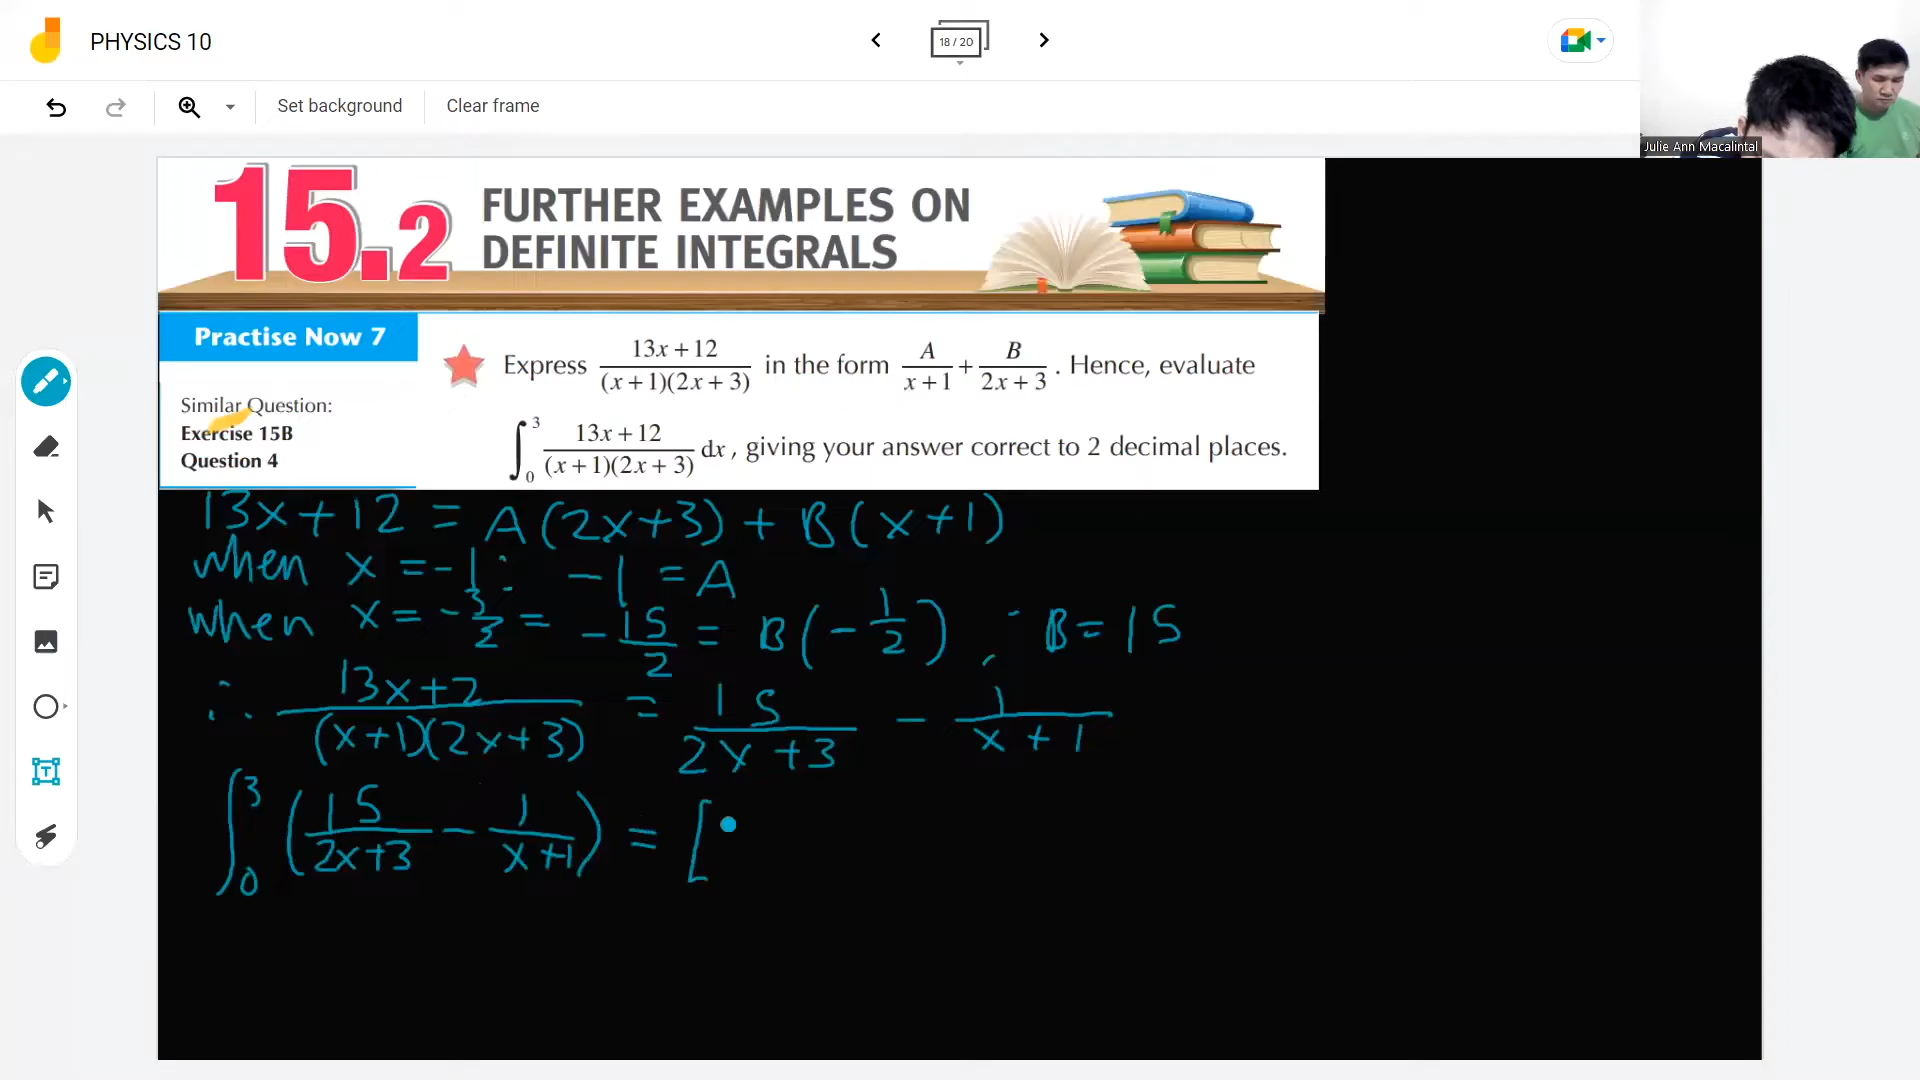 PHYSICS 10
18 / 20
Set background
Clear frame
Julie Ann Macalintal
15.2 FURTHER EXAMPLES ON
DEFINITE INTEGRALS
Practise Now 7
Similar Question:
Exercise 15B
Question 4
Express (13x + 12)/((x + 1)(2x + 3)) in the form A/(x + 1) + B/(2x + 3). Hence, evaluate
∫₀³ (13x + 12)/((x + 1)(2x + 3)) dx, giving your answer correct to 2 decimal places.
13x + 12 = A(2x+3) + B(x+1)
when x = -1: -1 = A
when x = -3/2 = -15/2 = B(-1/2) ∴ B = 15
∴ (13x+2)/((x+1)(2x+3)) = 15/(2x+3) - 1/(x+1)
∫₀³ (15/(2x+3) - 1/(x+1)) = [